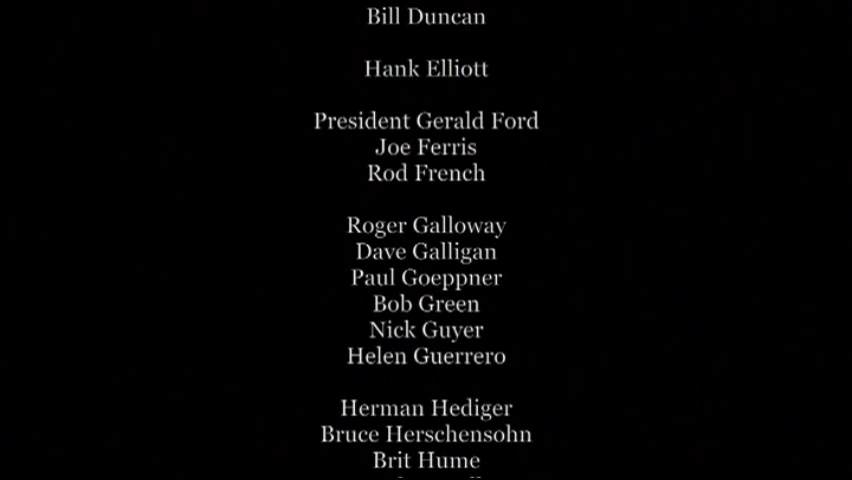 Bill Duncan
Hank Elliott
President Gerald Ford
Joe Ferris
Rod French
Roger Galloway
Dave Galligan
Paul Goeppner
Bob Green
Nick Guyer
Helen Guerrero
Herman Hediger
Bruce Herschensohn
Brit Hume